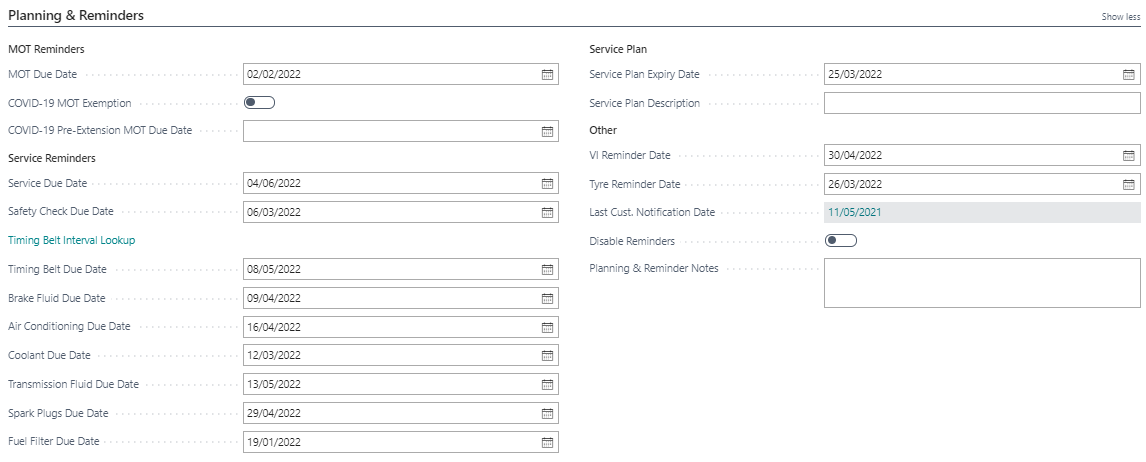 Planning & Reminders
Show less
MOT Reminders
MOT Due Date 02/02/2022
COVID-19 MOT Exemption
COVID-19 Pre-Extension MOT Due Date
Service Reminders
Service Due Date 04/06/2022
Safety Check Due Date 06/03/2022
Timing Belt Interval Lookup
Timing Belt Due Date 08/05/2022
Brake Fluid Due Date 09/04/2022
Air Conditioning Due Date 16/04/2022
Coolant Due Date 12/03/2022
Transmission Fluid Due Date 13/05/2022
Spark Plugs Due Date 29/04/2022
Fuel Filter Due Date 19/01/2022
Service Plan
Service Plan Expiry Date 25/03/2022
Service Plan Description
Other
VI Reminder Date 30/04/2022
Tyre Reminder Date 26/03/2022
Last Cust. Notification Date 11/05/2021
Disable Reminders
Planning & Reminder Notes